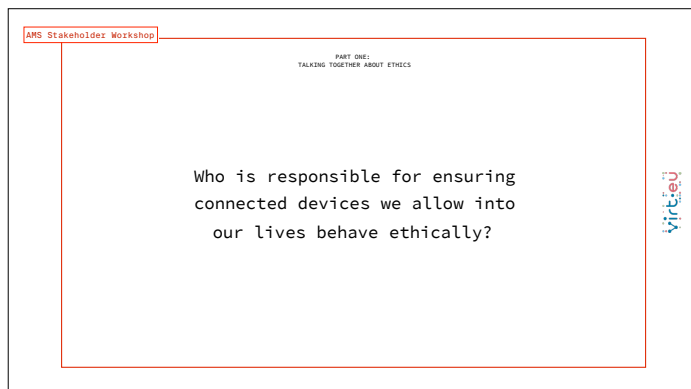 AMS Stakeholder Workshop
PART ONE:
TALKING TOGETHER ABOUT ETHICS
Who is responsible for ensuring
connected devices we allow into
our lives behave ethically?
virt·eu